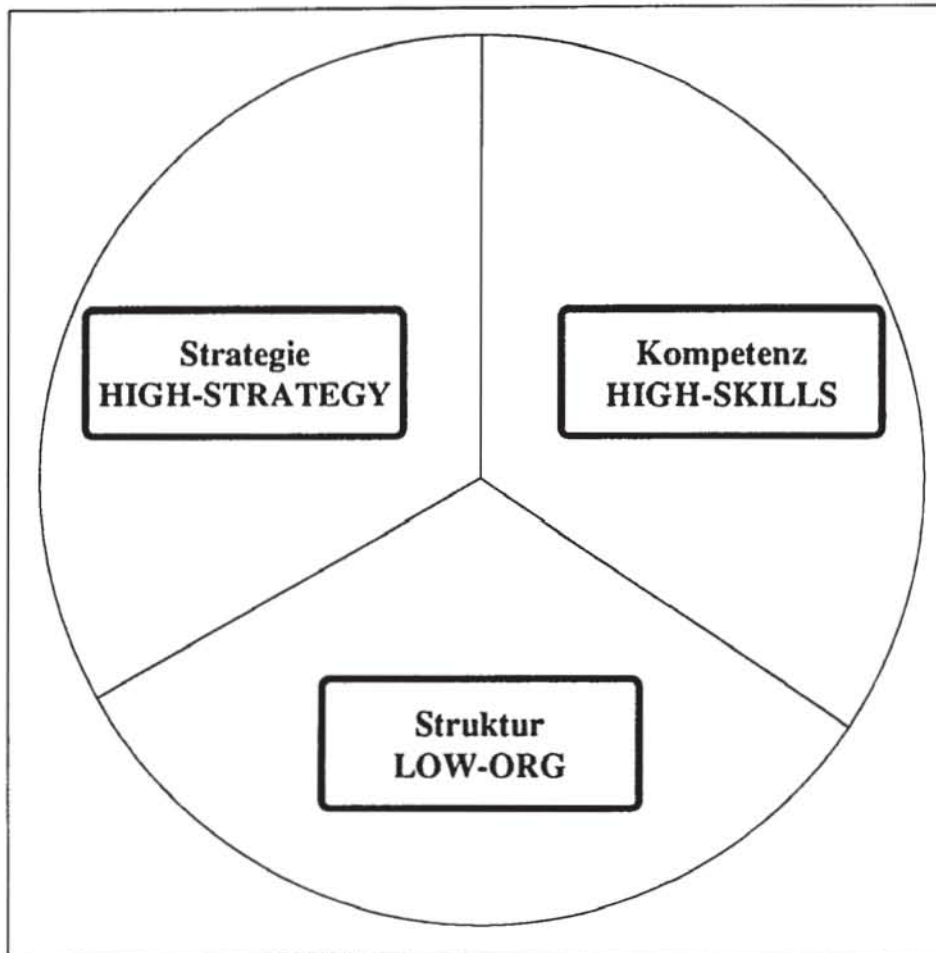 Strategie
HIGH-STRATEGY
Kompetenz
HIGH-SKILLS
Struktur
LOW-ORG